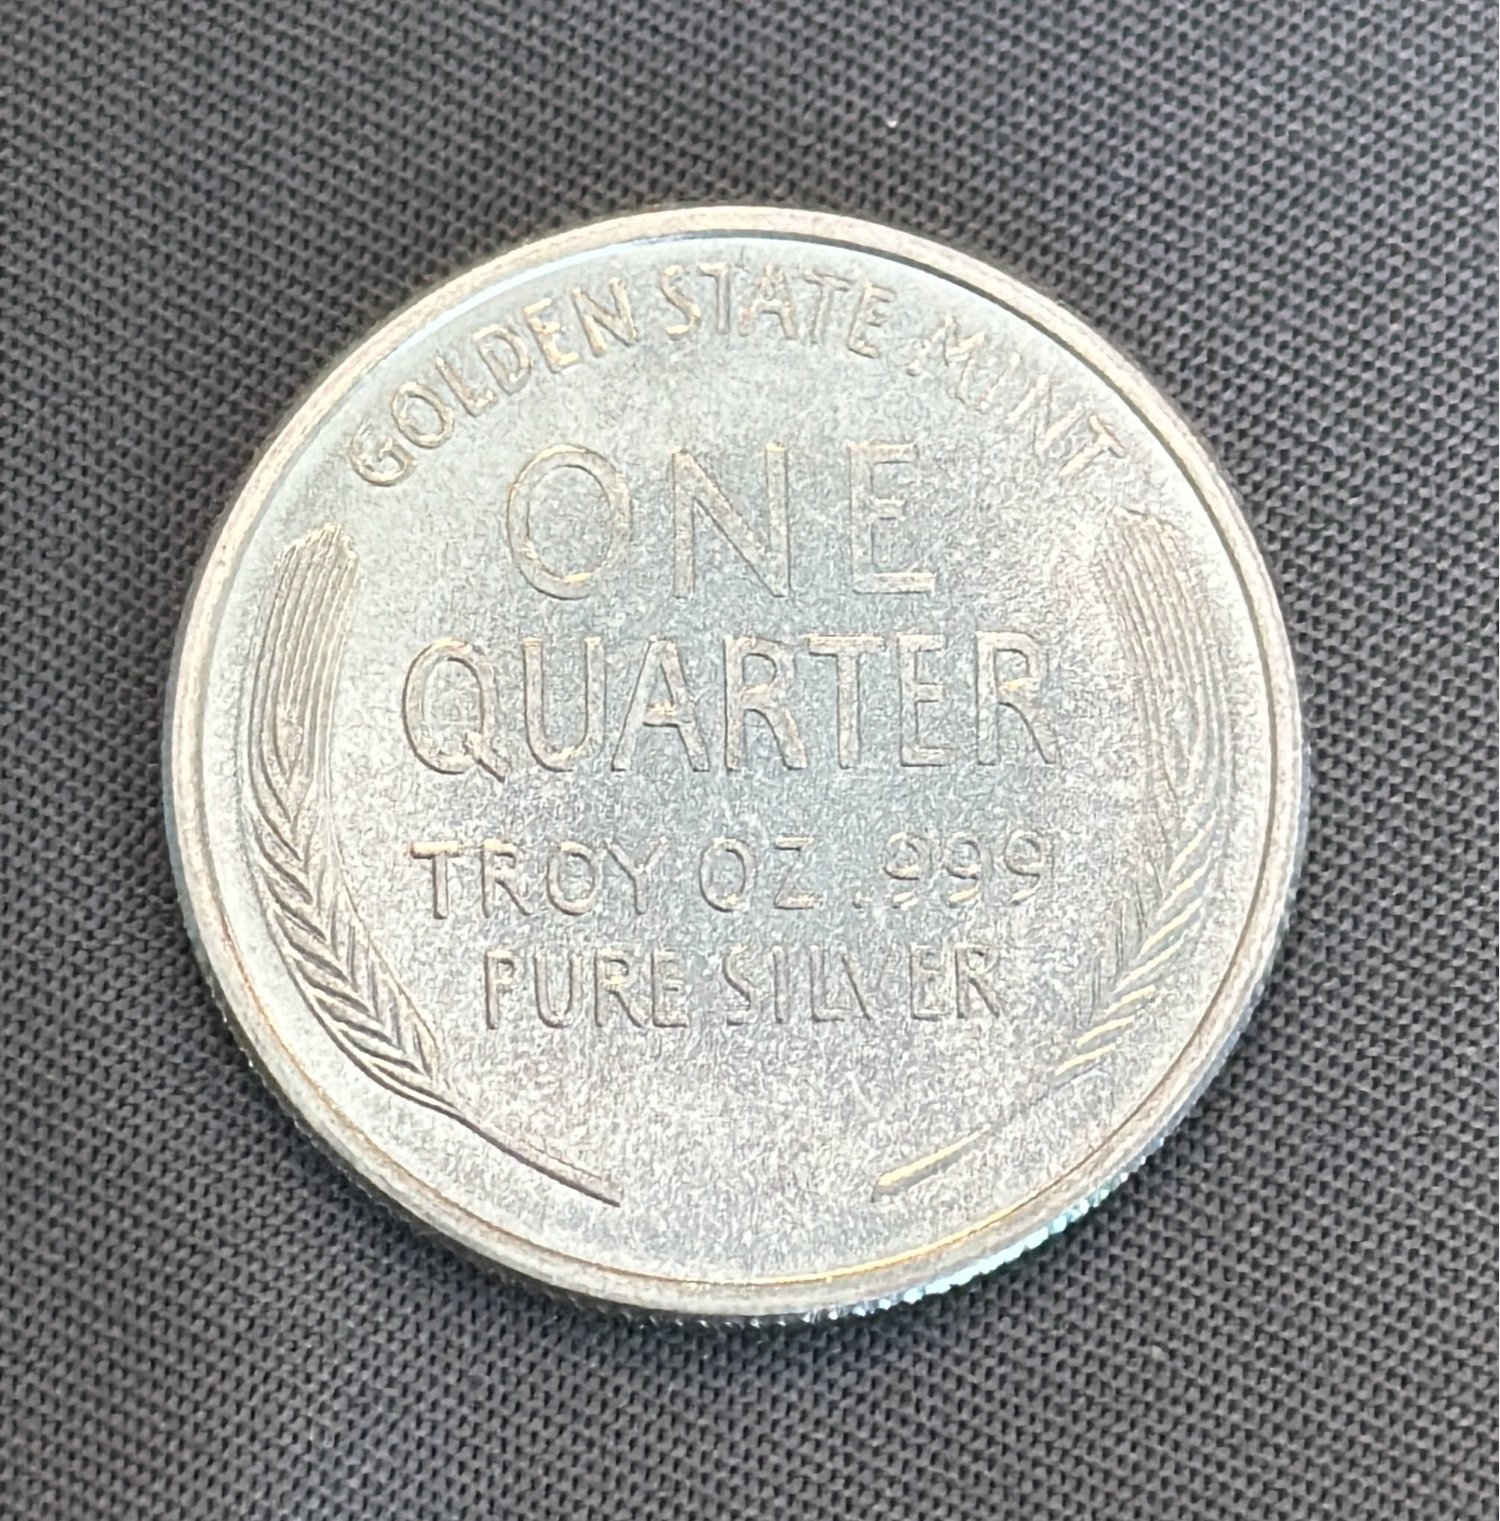 GOLDEN STATE MINT
ONE
QUARTER
TROY OZ .999
PURE SILVER